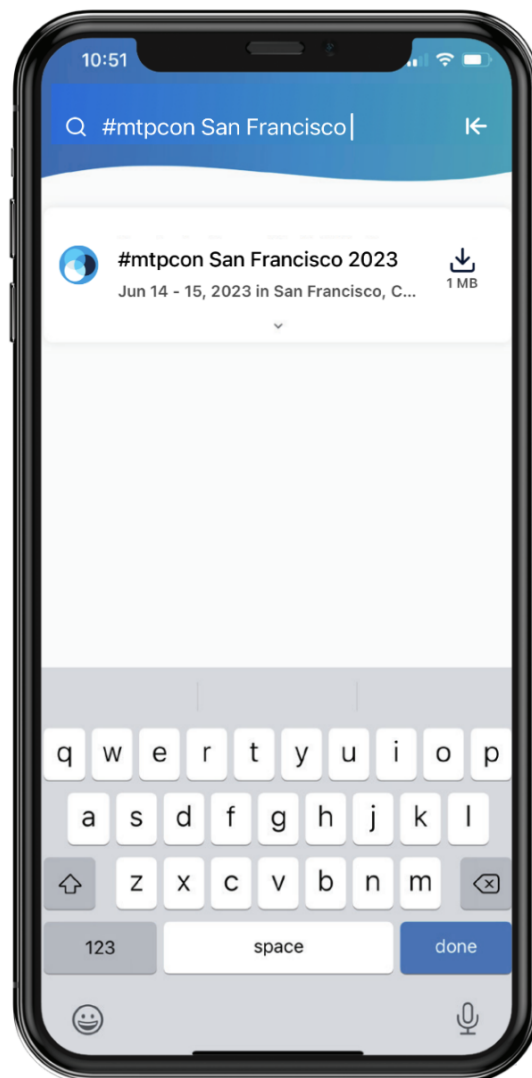 10:51
#mtpcon San Francisco
#mtpcon San Francisco 2023
Jun 14 - 15, 2023 in San Francisco, C...
1 MB
q w e r t y u i o p
a s d f g h j k l
z x c v b n m
123 space done